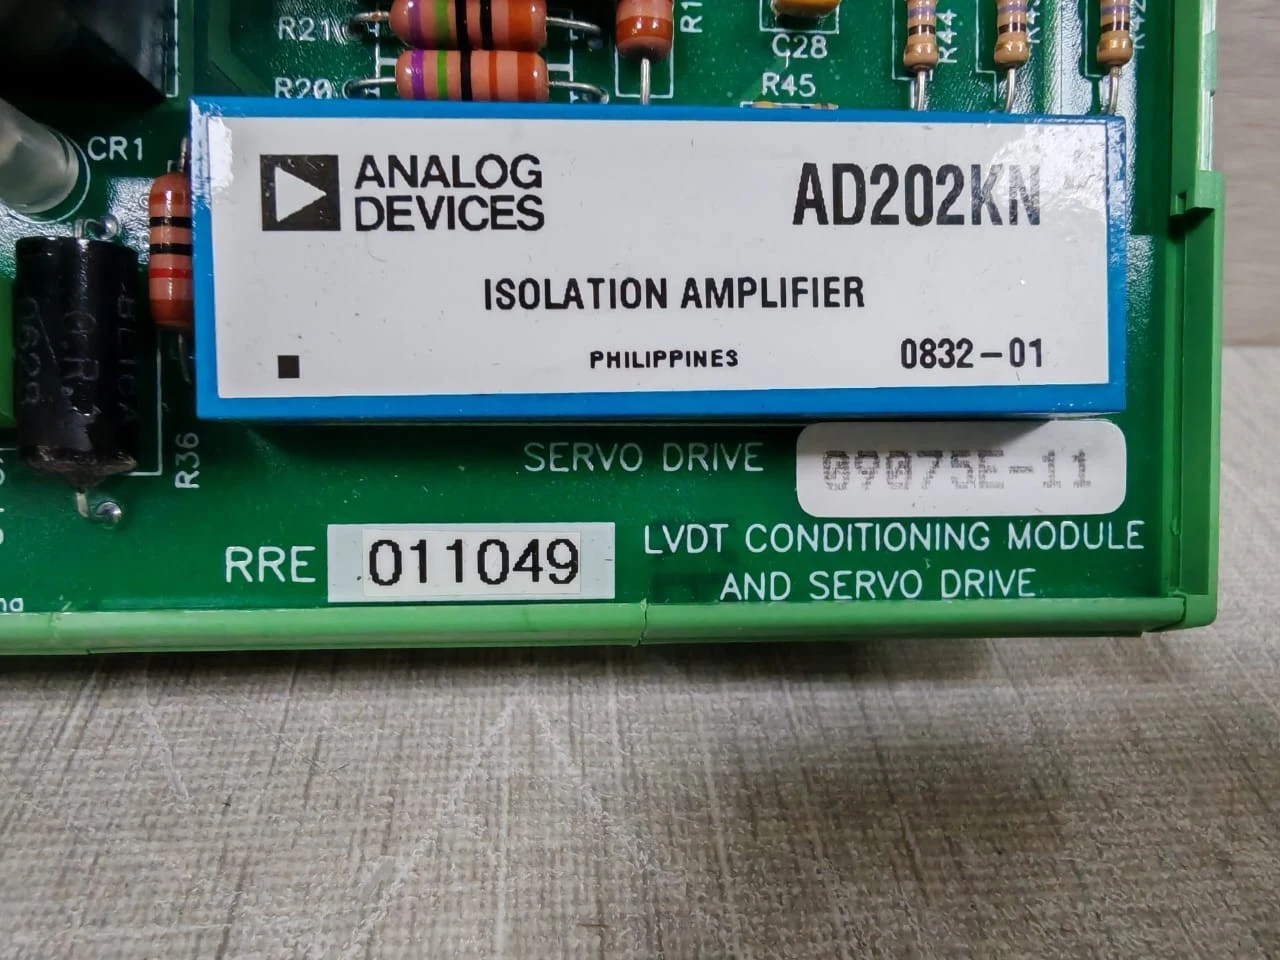 R21
R20
C28
R45
R44
R42
CR1
ANALOG
DEVICES
AD202KN
ISOLATION AMPLIFIER
PHILIPPINES
0832-01
R36
SERVO DRIVE
09075E-11
RRE
011049
LVDT CONDITIONING MODULE
AND SERVO DRIVE